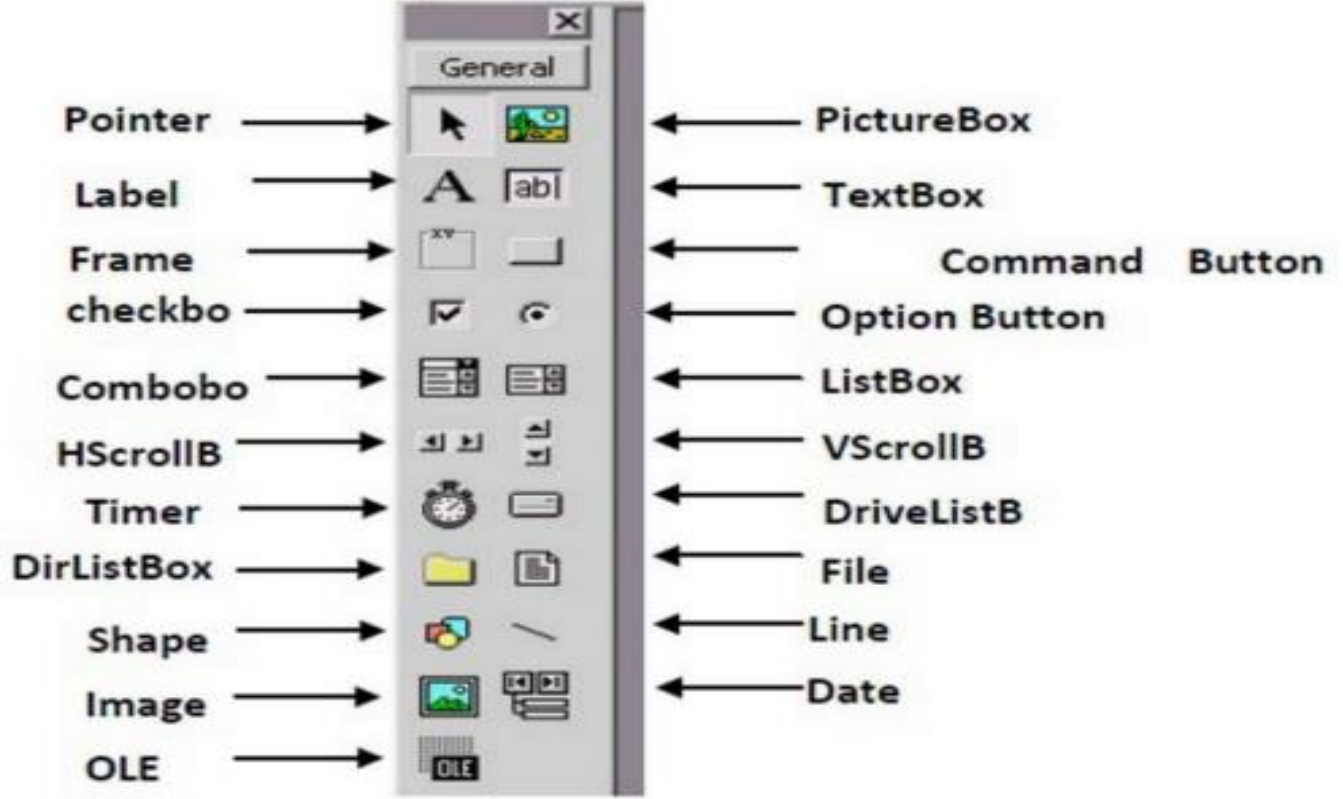 General
Pointer
PictureBox
Label
A
abl
TextBox
Frame
XY
Command Button
checkbo
Option Button
Combobo
ListBox
HScrollB
VScrollB
Timer
DriveListB
DirListBox
File
Shape
Line
Image
Date
OLE
OLE